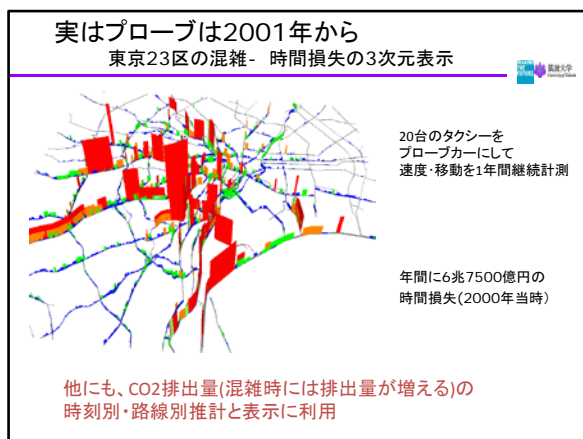 実はプローブは2001年から
東京23区の混雑- 時間損失の3次元表示
筑波大学
University of Tsukuba
20台のタクシーを
プローブカーにして
速度・移動を1年間継続計測
年間に6兆7500億円の
時間損失(2000年当時)
他にも、CO2排出量(混雑時には排出量が増える)の
時刻別・路線別推計と表示に利用